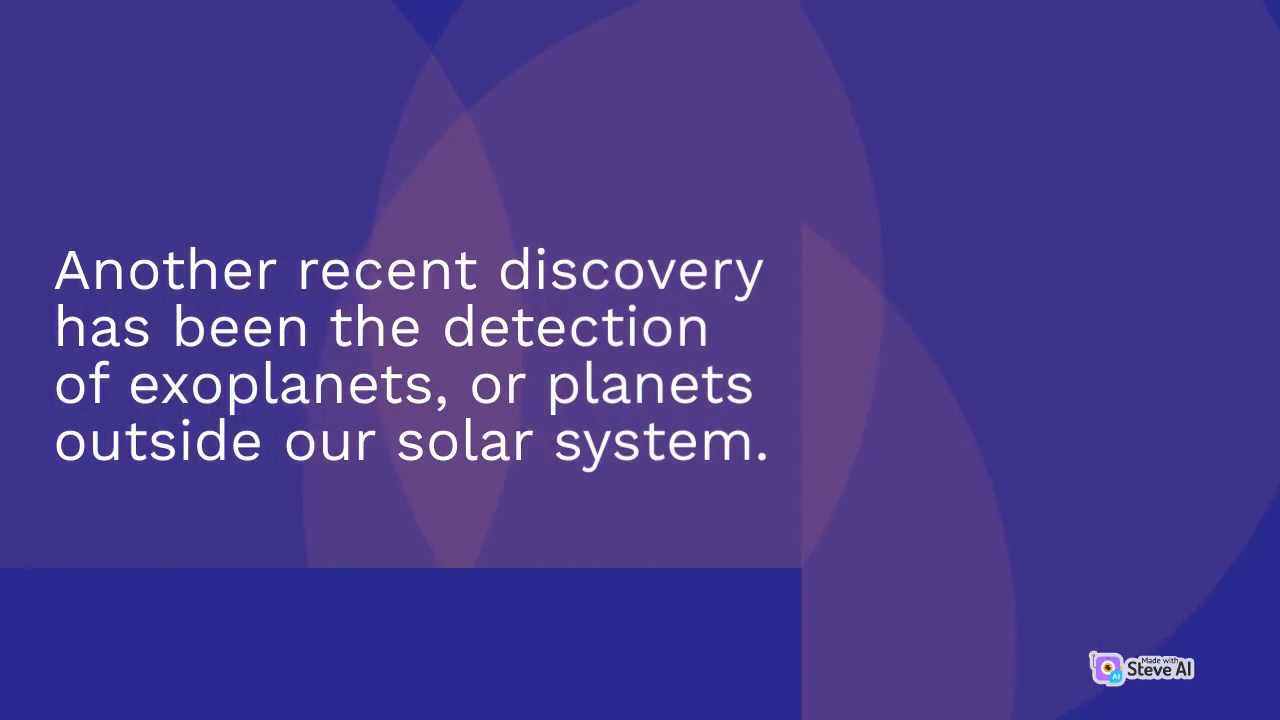 Another recent discovery
has been the detection
of exoplanets, or planets
outside our solar system.
Made with
Steve AI
AI